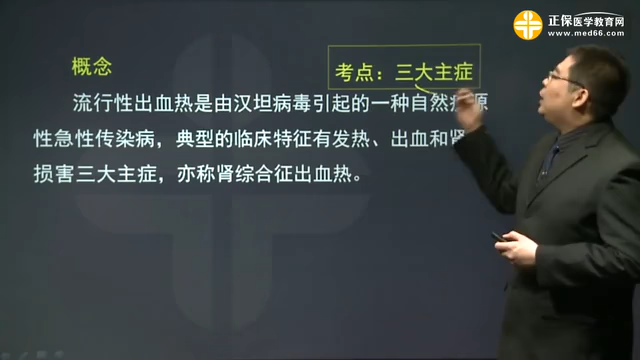 正保医学教育网
www.med66.com
概念
考点：三大主症
流行性出血热是由汉坦病毒引起的一种自然疫源
性急性传染病，典型的临床特征有发热、出血和肾
损害三大主症，亦称肾综合征出血热。